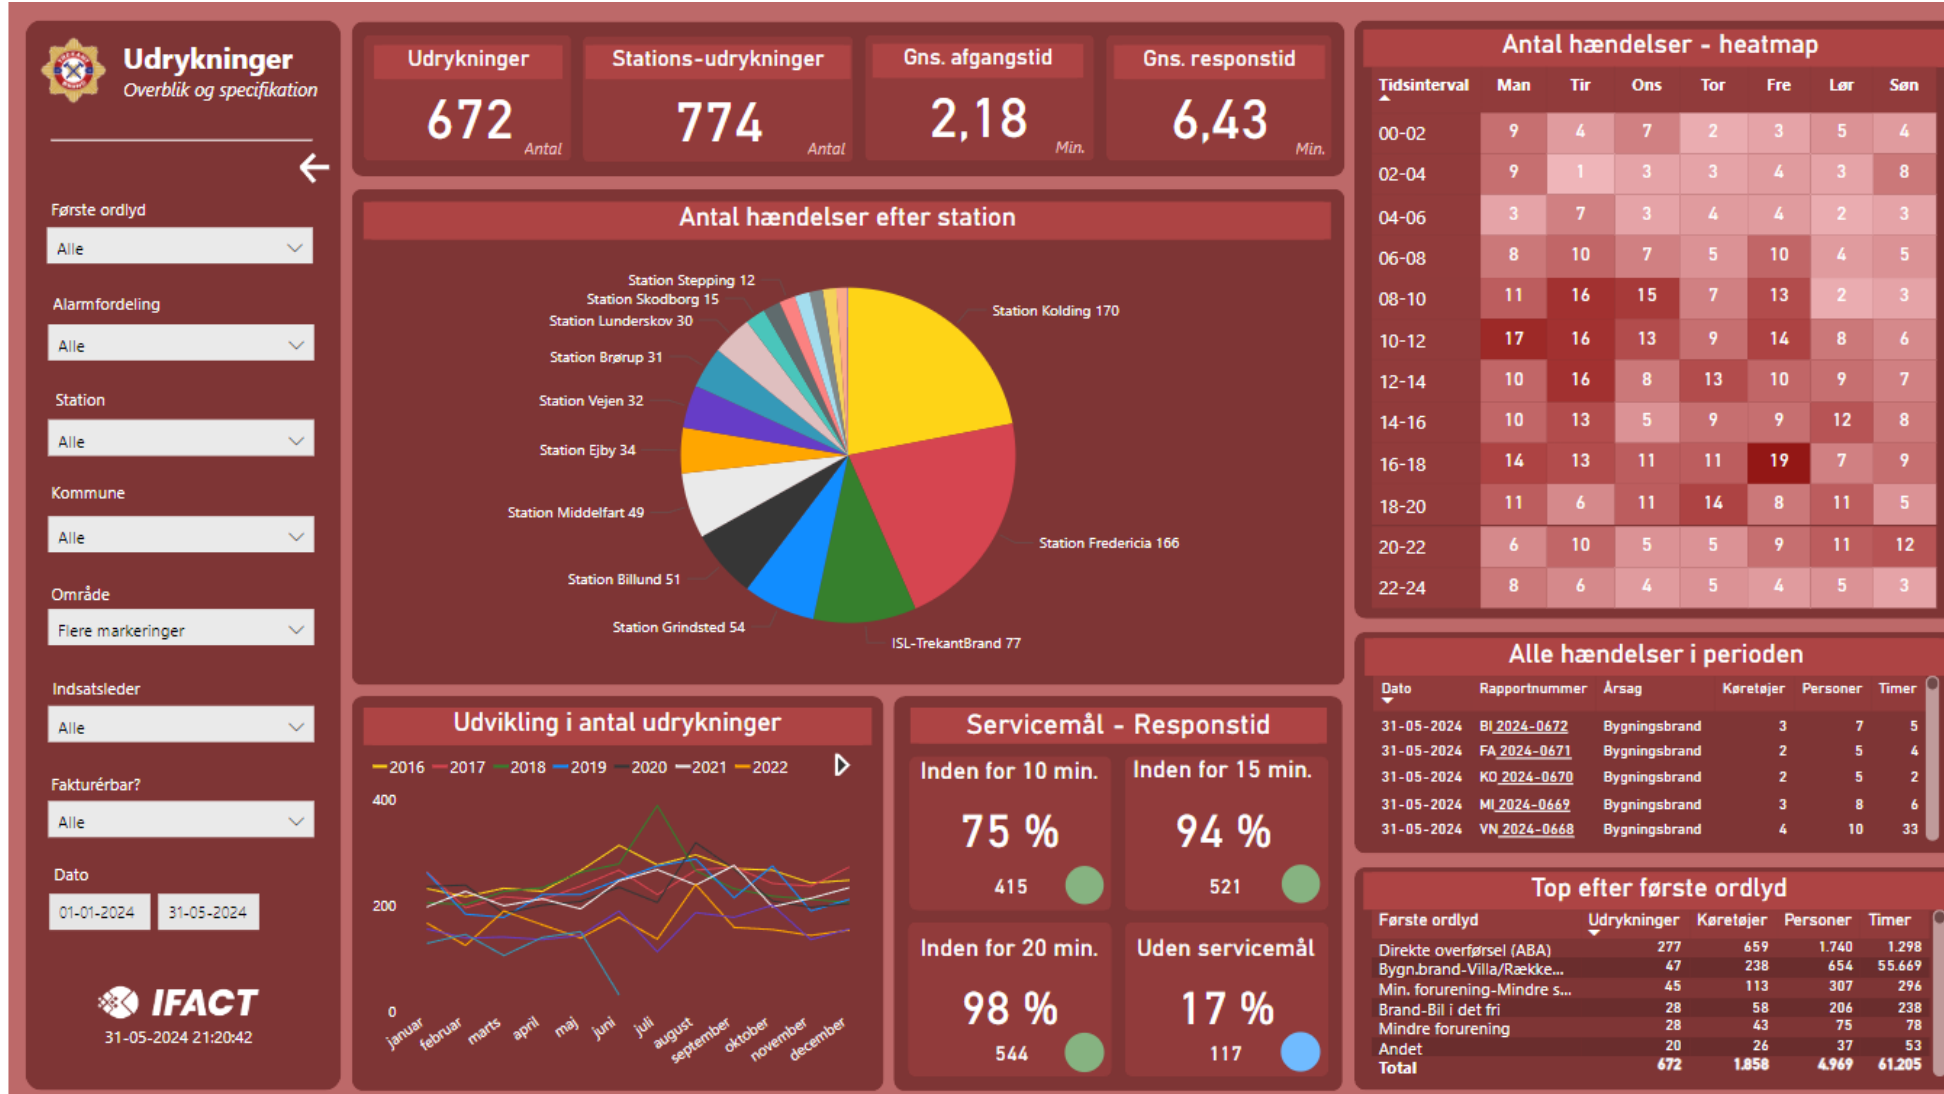 Udrykninger
Overblik og specifikation
Første ordlyd
Alle
Alarmfordeling
Alle
Station
Alle
Kommune
Alle
Område
Flere markeringer
Indsatsleder
Alle
Fakturérbar?
Alle
Dato
01-01-2024 31-05-2024
IFACT
31-05-2024 21:20:42
Udrykninger
672
Antal
Stations-udrykninger
774
Antal
Gns. afgangstid
2,18
Min.
Gns. responstid
6,43
Min.
Antal hændelser efter station
Station Stepping 12
Station Skodborg 15
Station Lunderskov 30
Station Brørup 31
Station Vejen 32
Station Ejby 34
Station Middelfart 49
Station Billund 51
Station Grindsted 54
ISL-TrekantBrand 77
Station Fredericia 166
Station Kolding 170
Udvikling i antal udrykninger
2016 2017 2018 2019 2020 2021 2022
400
200
0
januar februar marts april maj juni juli august september oktober november december
Servicemål - Responstid
Inden for 10 min.
75 %
415
Inden for 15 min.
94 %
521
Inden for 20 min.
98 %
544
Uden servicemål
17 %
117
Antal hændelser - heatmap
Tidsinterval Man Tir Ons Tor Fre Lør Søn
00-02 9 4 7 2 3 5 4
02-04 9 1 3 3 4 3 8
04-06 3 7 3 4 4 2 3
06-08 8 10 7 5 10 4 5
08-10 11 16 15 7 13 2 3
10-12 17 16 13 9 14 8 6
12-14 10 16 8 13 10 9 7
14-16 10 13 5 9 9 12 8
16-18 14 13 11 11 19 7 9
18-20 11 6 11 14 8 11 5
20-22 6 10 5 5 9 11 12
22-24 8 6 4 5 4 5 3
Alle hændelser i perioden
Dato Rapportnummer Årsag Køretøjer Personer Timer
31-05-2024 BI 2024-0672 Bygningsbrand 3 7 5
31-05-2024 FA 2024-0671 Bygningsbrand 2 5 4
31-05-2024 KO 2024-0670 Bygningsbrand 2 5 2
31-05-2024 MI 2024-0669 Bygningsbrand 3 8 6
31-05-2024 VN 2024-0668 Bygningsbrand 4 10 33
Top efter første ordlyd
Første ordlyd Udrykninger Køretøjer Personer Timer
Direkte overførsel (ABA) 277 659 1.740 1.298
Bygn.brand-Villa/Række... 47 238 654 55.669
Min. forurening-Mindre s... 45 113 307 296
Brand-Bil i det fri 28 58 206 238
Mindre forurening 28 43 75 78
Andet 20 26 37 53
Total 672 1.858 4.969 61.205